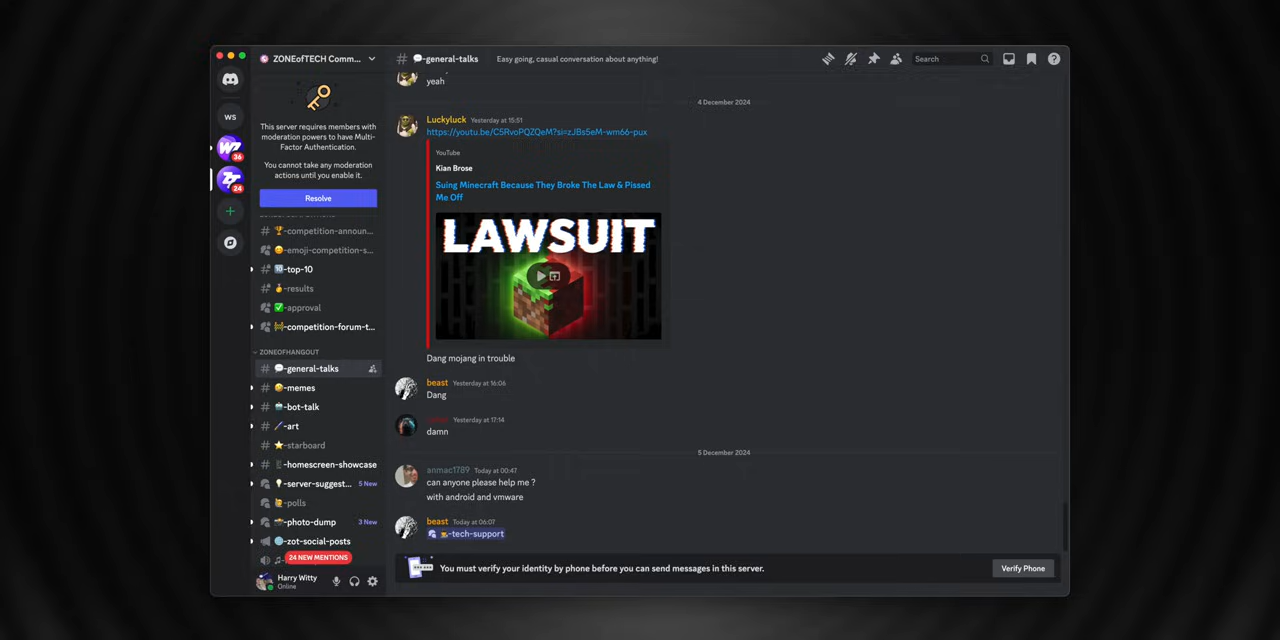 ZONEofTECH Comm...
💬-general-talks
Easy going, casual conversation about anything!
Search
WS
36
24
This server requires members with
moderation powers to have Multi-
Factor Authentication.
You cannot take any moderation
actions until you enable it.
Resolve
🏆-competition-announ...
-emoji-competition-s...
🔟-top-10
🏅-results
✅-approval
-competition-forum-t...
ZONEOFHANGOUT
💬-general-talks
-memes
-bot-talk
-art
⭐-starboard
-homescreen-showcase
💡-server-suggest... 5 New
-polls
📸-photo-dump 3 New
-zot-social-posts
24 NEW MENTIONS
Harry Witty
Online
yeah
4 December 2024
Luckyluck Yesterday at 15:51
https://youtu.be/C5RvoPQZQeM?si=zJBs5eM-wm66-pux
YouTube
Kian Brose
Suing Minecraft Because They Broke The Law & Pissed
Me Off
LAWSUIT
Dang mojang in trouble
beast Yesterday at 16:06
Dang
Yesterday at 17:14
damn
5 December 2024
anmac1789 Today at 00:47
can anyone please help me ?
with android and vmware
beast Today at 06:07
-tech-support
You must verify your identity by phone before you can send messages in this server.
Verify Phone